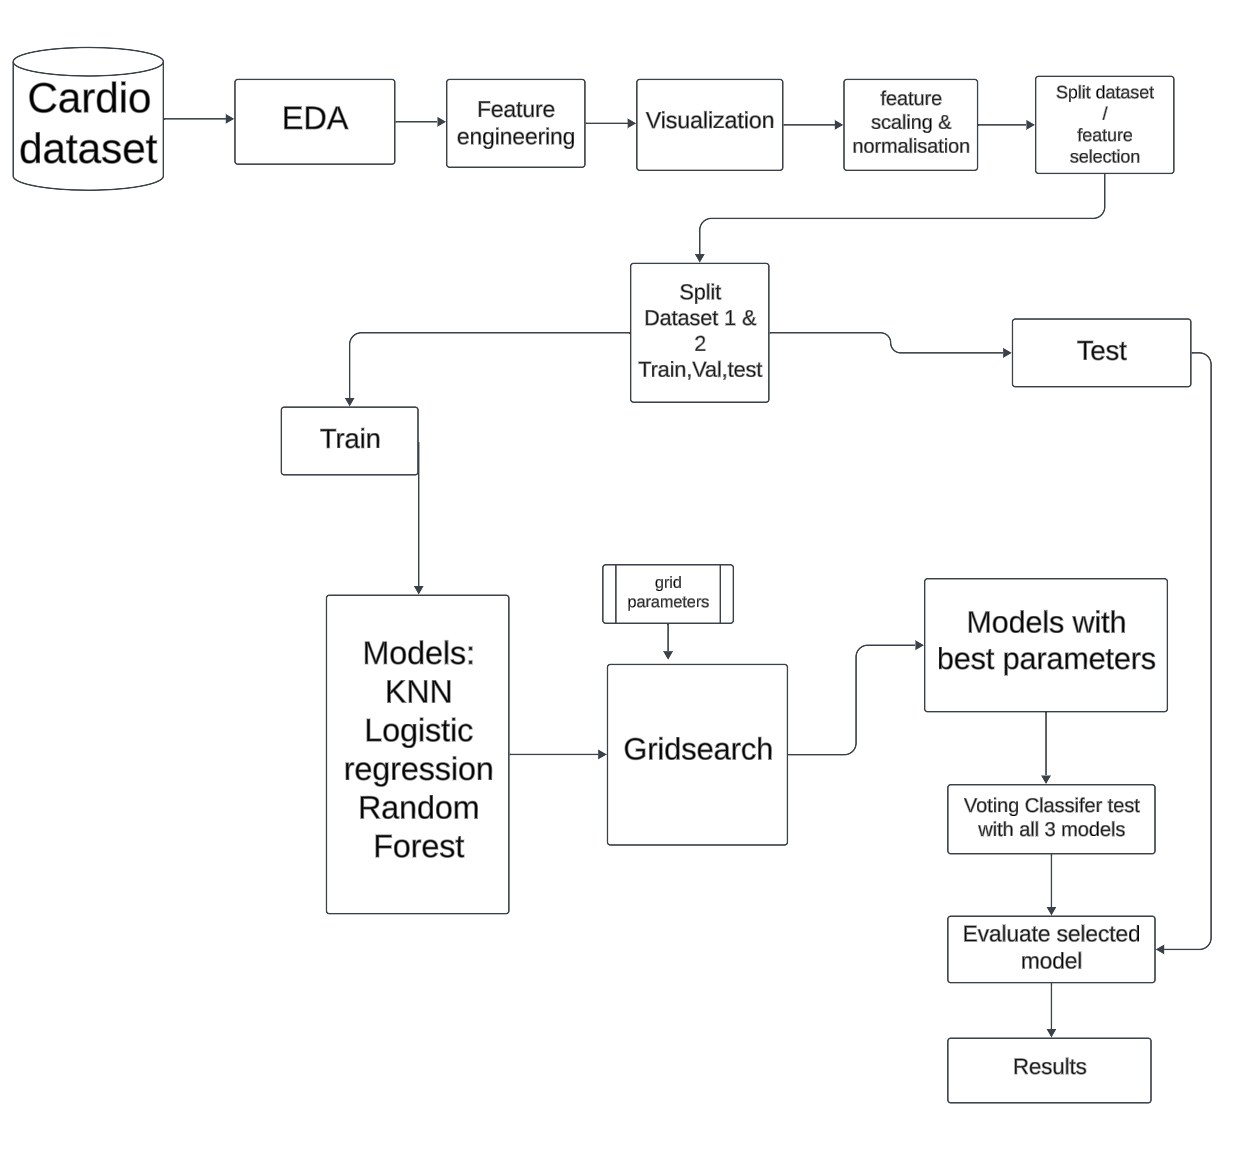 Cardio
dataset
EDA
Feature
engineering
Visualization
feature
scaling &
normalisation
Split dataset
/
feature
selection
Split
Dataset 1 &
2
Train,Val,test
Test
Train
grid
parameters
Models:
KNN
Logistic
regression
Random
Forest
Gridsearch
Models with
best parameters
Voting Classifer test
with all 3 models
Evaluate selected
model
Results